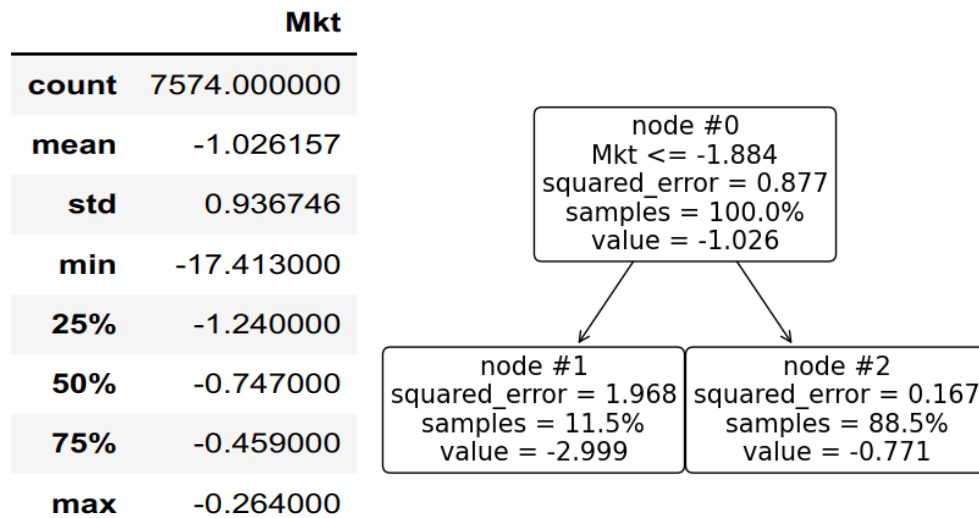 Mkt
count 7574.000000
mean -1.026157
std 0.936746
min -17.413000
25% -1.240000
50% -0.747000
75% -0.459000
max -0.264000
node #0
Mkt <= -1.884
squared_error = 0.877
samples = 100.0%
value = -1.026
node #1
squared_error = 1.968
samples = 11.5%
value = -2.999
node #2
squared_error = 0.167
samples = 88.5%
value = -0.771